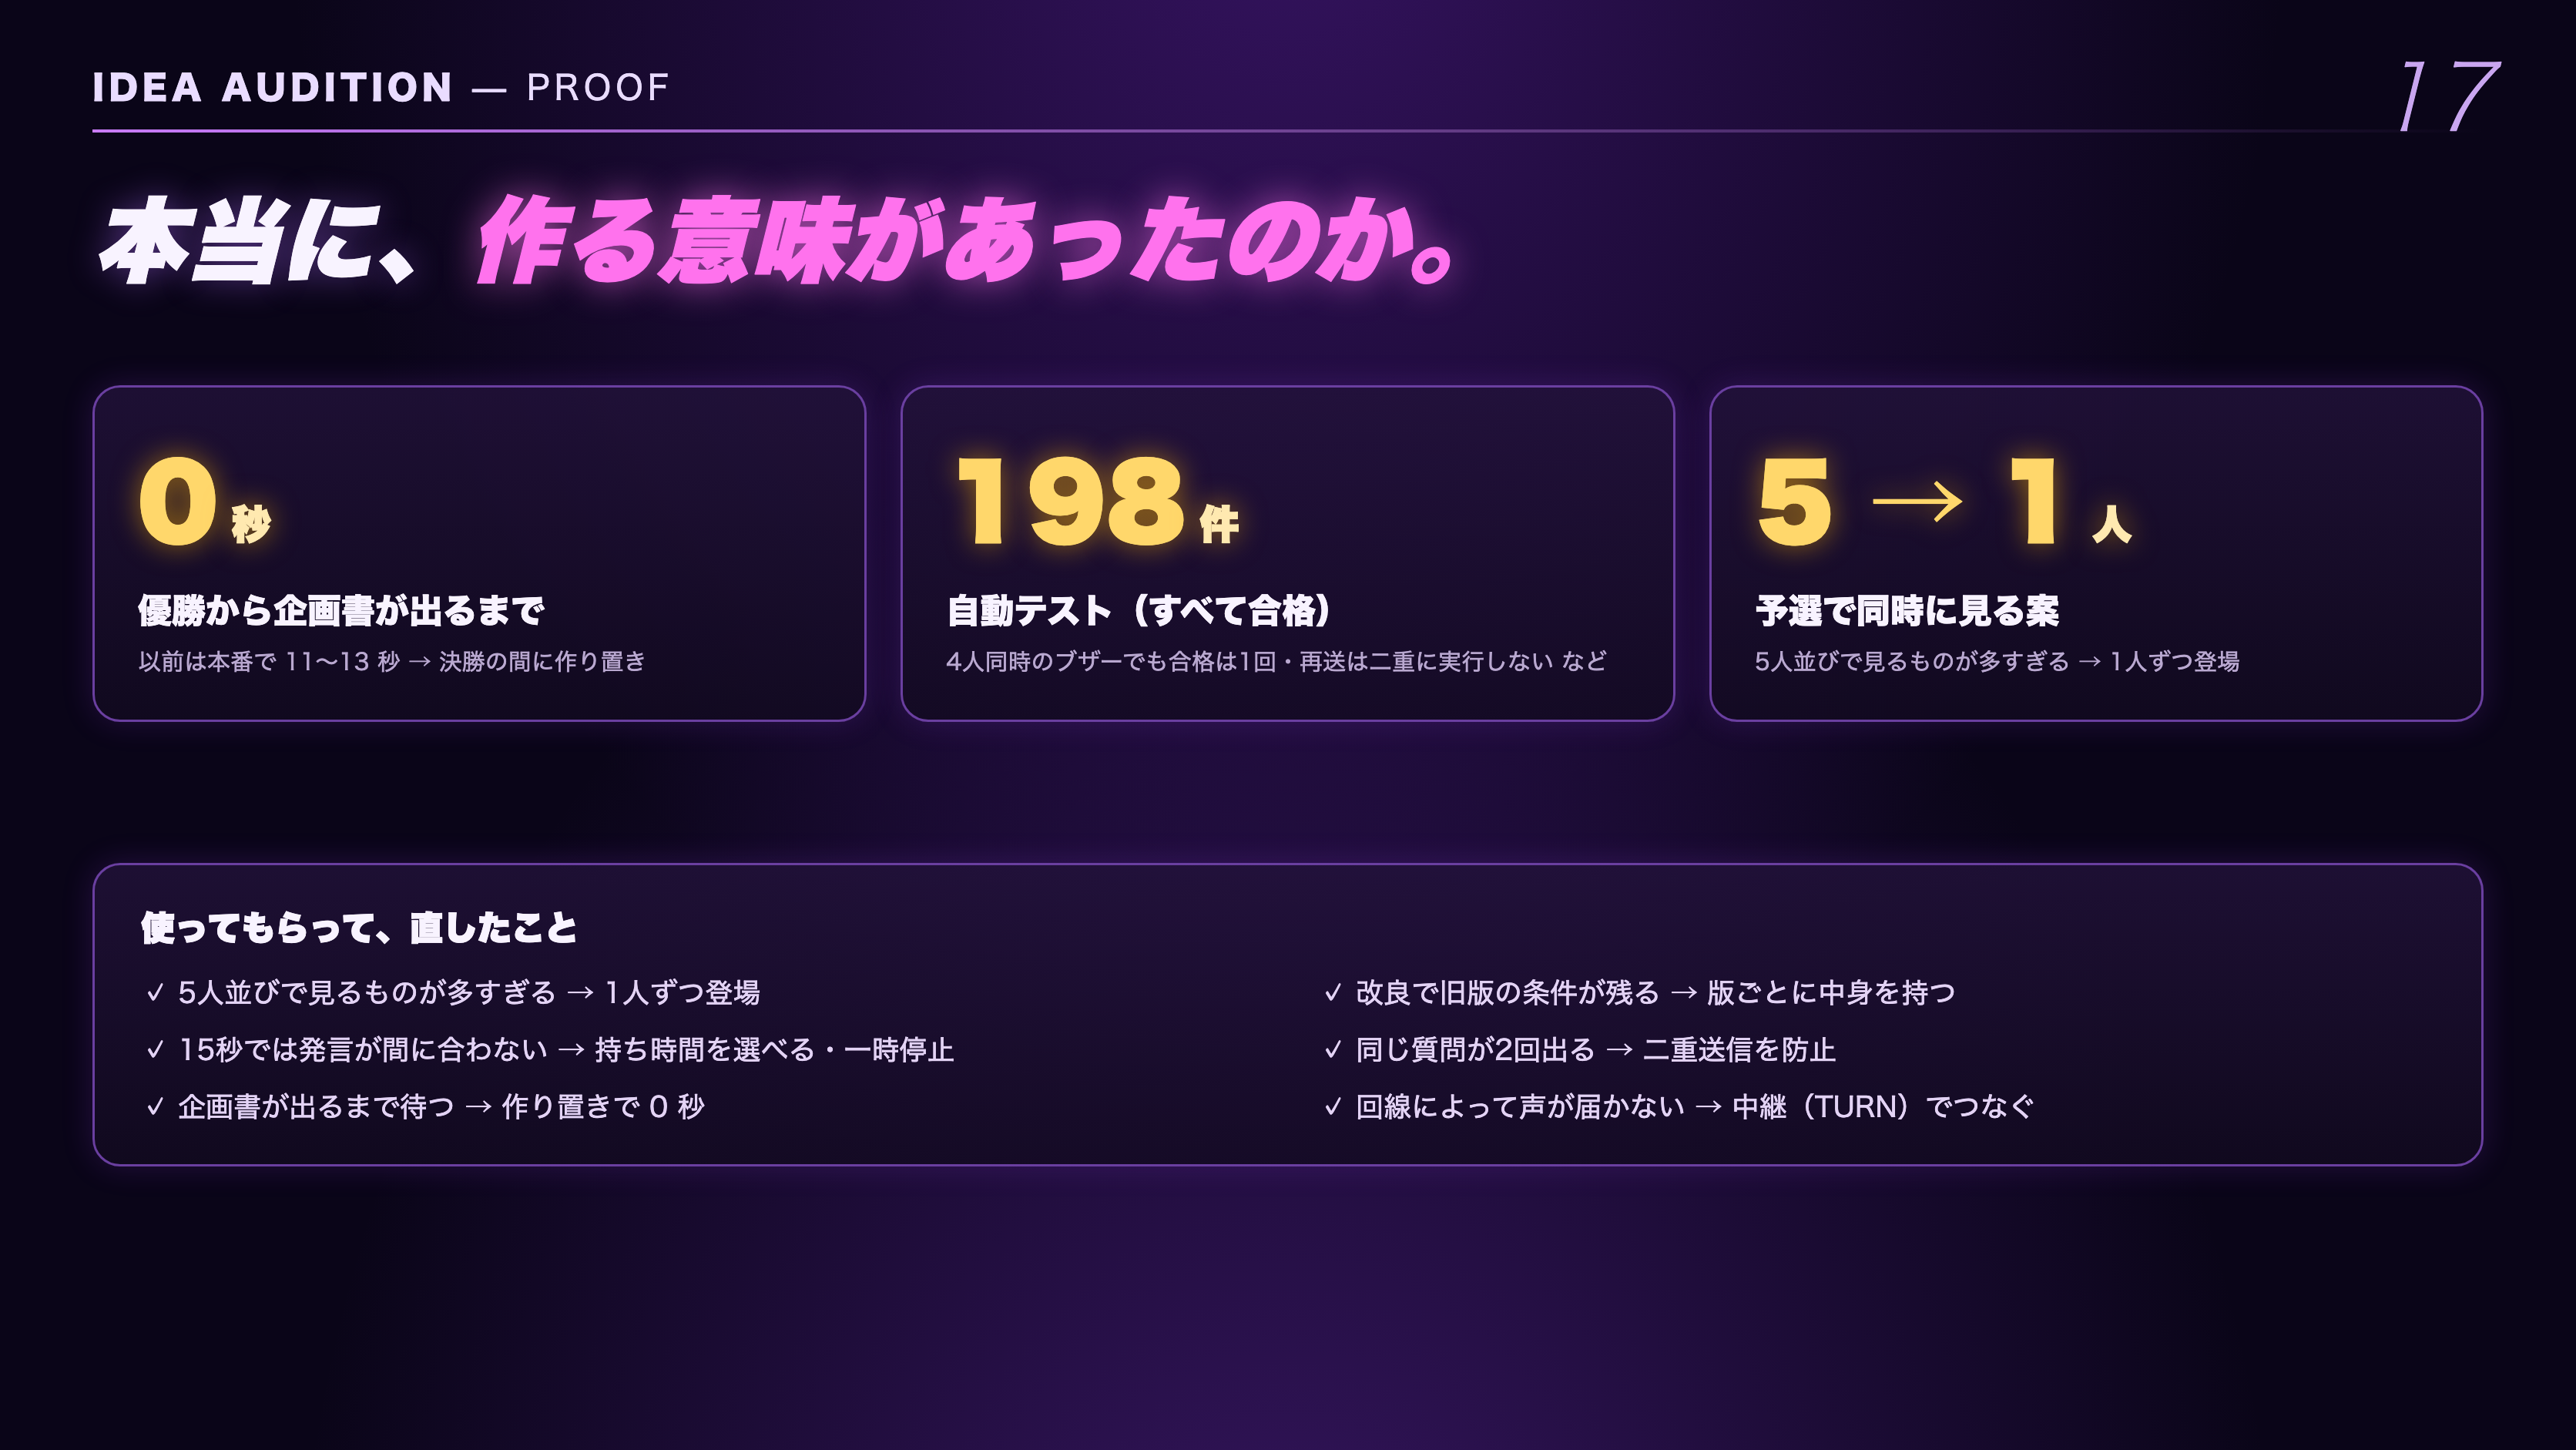 IDEA AUDITION — PROOF
17
本当に、作る意味があったのか。
0 秒
優勝から企画書が出るまで
以前は本番で 11〜13 秒 → 決勝の間に作り置き
198 件
自動テスト（すべて合格）
4人同時のブザーでも合格は1回・再送は二重に実行しない など
5 → 1 人
予選で同時に見る案
5人並びで見るものが多すぎる → 1人ずつ登場
使ってもらって、直したこと
✓ 5人並びで見るものが多すぎる → 1人ずつ登場
✓ 15秒では発言が間に合わない → 持ち時間を選べる・一時停止
✓ 企画書が出るまで待つ → 作り置きで 0 秒
✓ 改良で旧版の条件が残る → 版ごとに中身を持つ
✓ 同じ質問が2回出る → 二重送信を防止
✓ 回線によって声が届かない → 中継（TURN）でつなぐ